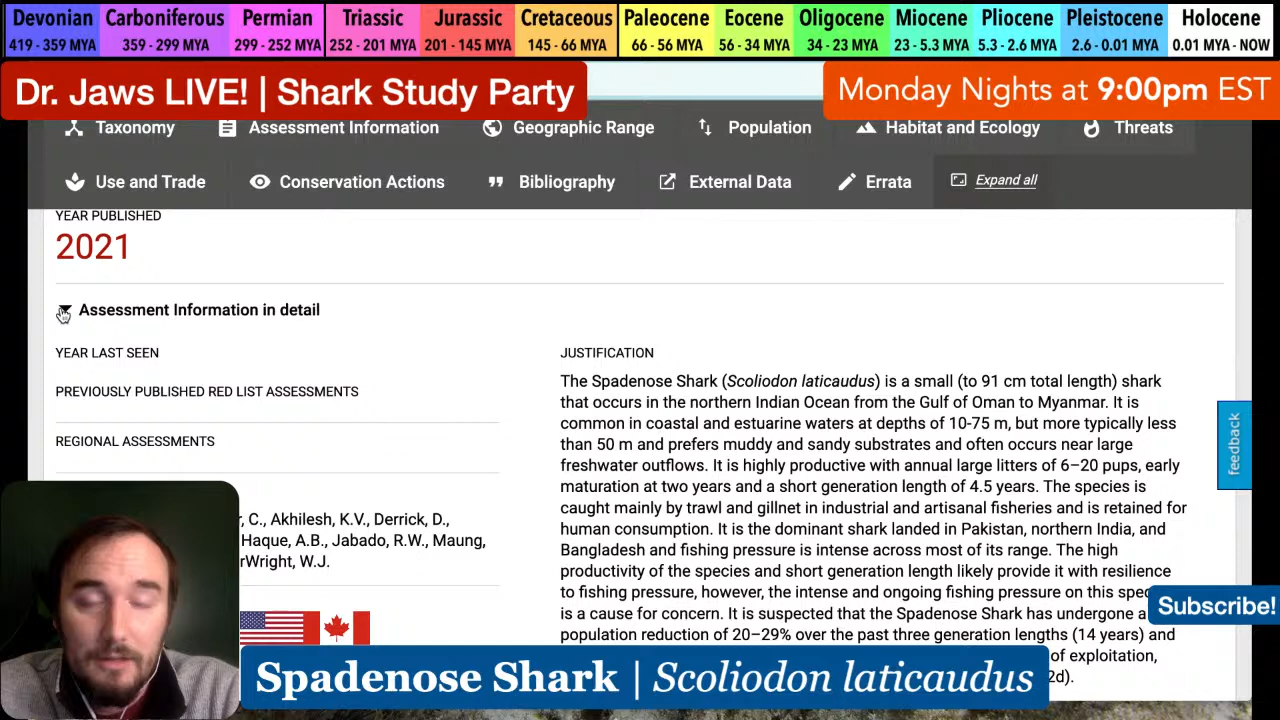 Devonian Carboniferous Permian Triassic Jurassic Cretaceous Paleocene Eocene Oligocene Miocene Pliocene Pleistocene Holocene
419 - 359 MYA 359 - 299 MYA 299 - 252 MYA 252 - 201 MYA 201 - 145 MYA 145 - 66 MYA 66 - 56 MYA 56 - 34 MYA 34 - 23 MYA 23 - 5.3 MYA 5.3 - 2.6 MYA 2.6 - 0.01 MYA 0.01 MYA - NOW
Dr. Jaws LIVE! | Shark Study Party
Monday Nights at 9:00pm EST
Taxonomy Assessment Information Geographic Range Population Habitat and Ecology Threats
Use and Trade Conservation Actions Bibliography External Data Errata Expand all
YEAR PUBLISHED
2021
Assessment Information in detail
YEAR LAST SEEN
PREVIOUSLY PUBLISHED RED LIST ASSESSMENTS
REGIONAL ASSESSMENTS
, C., Akhilesh, K.V., Derrick, D.,
Haque, A.B., Jabado, R.W., Maung,
rWright, W.J.
JUSTIFICATION
The Spadenose Shark (Scoliodon laticaudus) is a small (to 91 cm total length) shark
that occurs in the northern Indian Ocean from the Gulf of Oman to Myanmar. It is
common in coastal and estuarine waters at depths of 10-75 m, but more typically less
than 50 m and prefers muddy and sandy substrates and often occurs near large
freshwater outflows. It is highly productive with annual large litters of 6–20 pups, early
maturation at two years and a short generation length of 4.5 years. The species is
caught mainly by trawl and gillnet in industrial and artisanal fisheries and is retained for
human consumption. It is the dominant shark landed in Pakistan, northern India, and
Bangladesh and fishing pressure is intense across most of its range. The high
productivity of the species and short generation length likely provide it with resilience
to fishing pressure, however, the intense and ongoing fishing pressure on this spec
is a cause for concern. It is suspected that the Spadenose Shark has undergone a
population reduction of 20–29% over the past three generation lengths (14 years) and
of exploitation,
2d).
feedback
Subscribe!
Spadenose Shark | Scoliodon laticaudus